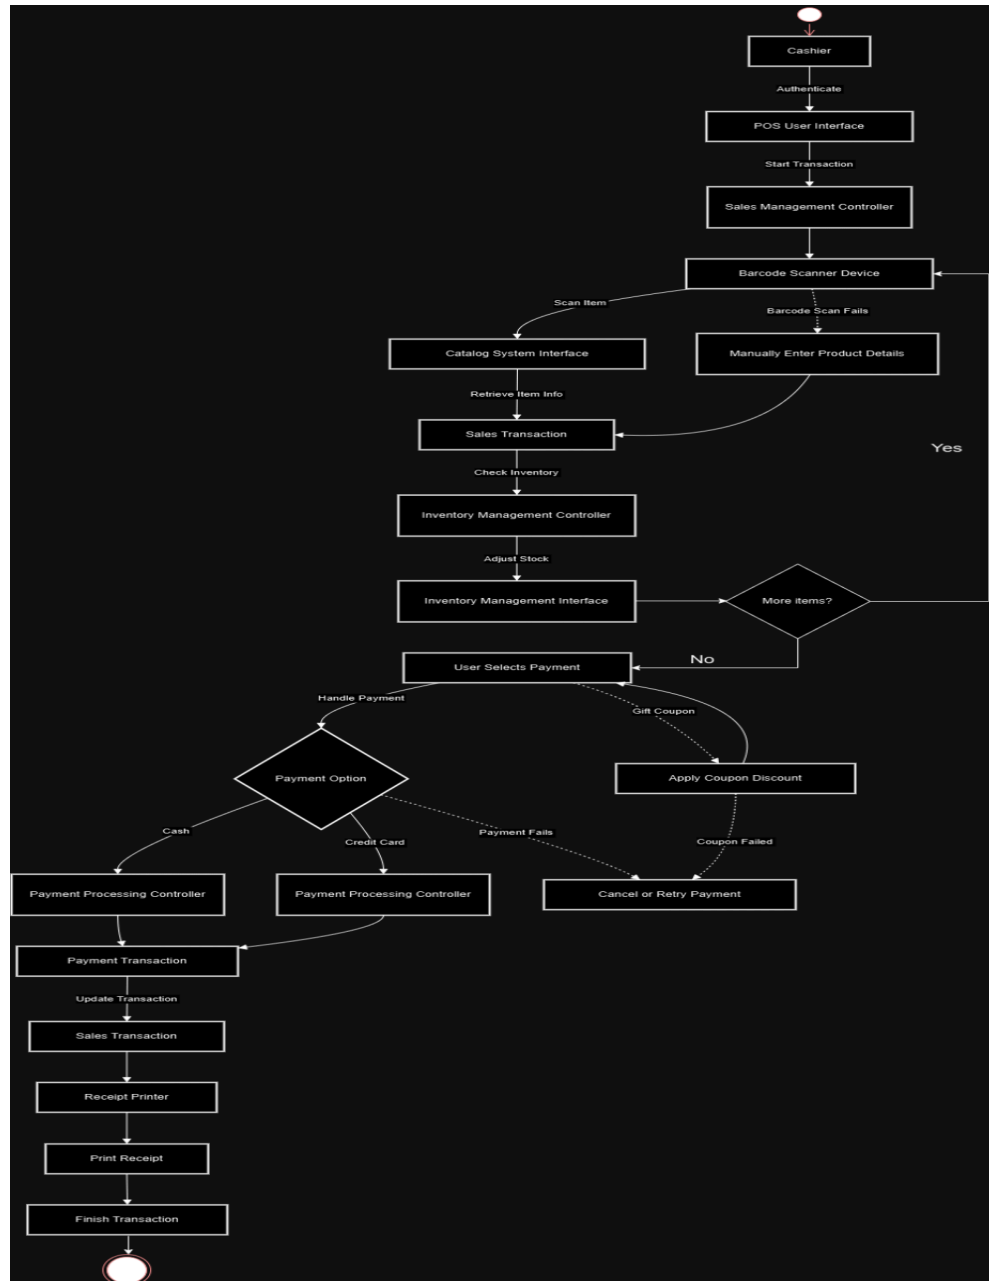 Cashier
Authenticate
POS User Interface
Start Transaction
Sales Management Controller
Barcode Scanner Device
Scan Item
Barcode Scan Fails
Catalog System Interface
Manually Enter Product Details
Retrieve Item Info
Sales Transaction
Yes
Check Inventory
Inventory Management Controller
Adjust Stock
Inventory Management Interface
More items?
No
User Selects Payment
Handle Payment
Gift Coupon
Payment Option
Apply Coupon Discount
Cash
Credit Card
Payment Fails
Coupon Failed
Payment Processing Controller
Payment Processing Controller
Cancel or Retry Payment
Payment Transaction
Update Transaction
Sales Transaction
Receipt Printer
Print Receipt
Finish Transaction